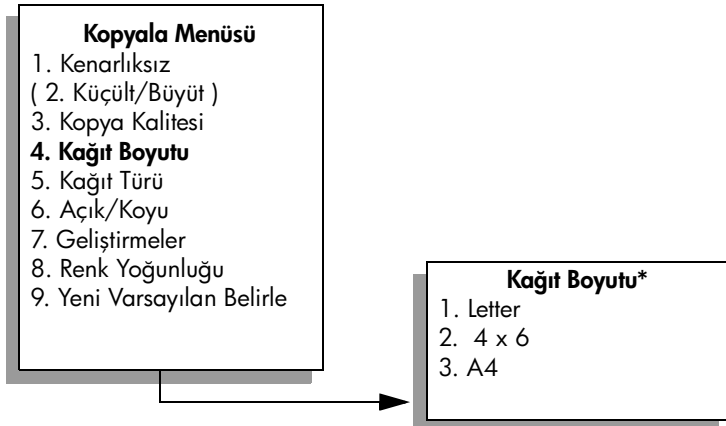 Kopyala Menüsü
1. Kenarlıksız
( 2. Küçült/Büyüt )
3. Kopya Kalitesi
4. Kağıt Boyutu
5. Kağıt Türü
6. Açık/Koyu
7. Geliştirmeler
8. Renk Yoğunluğu
9. Yeni Varsayılan Belirle
Kağıt Boyutu*
1. Letter
2. 4 x 6
3. A4